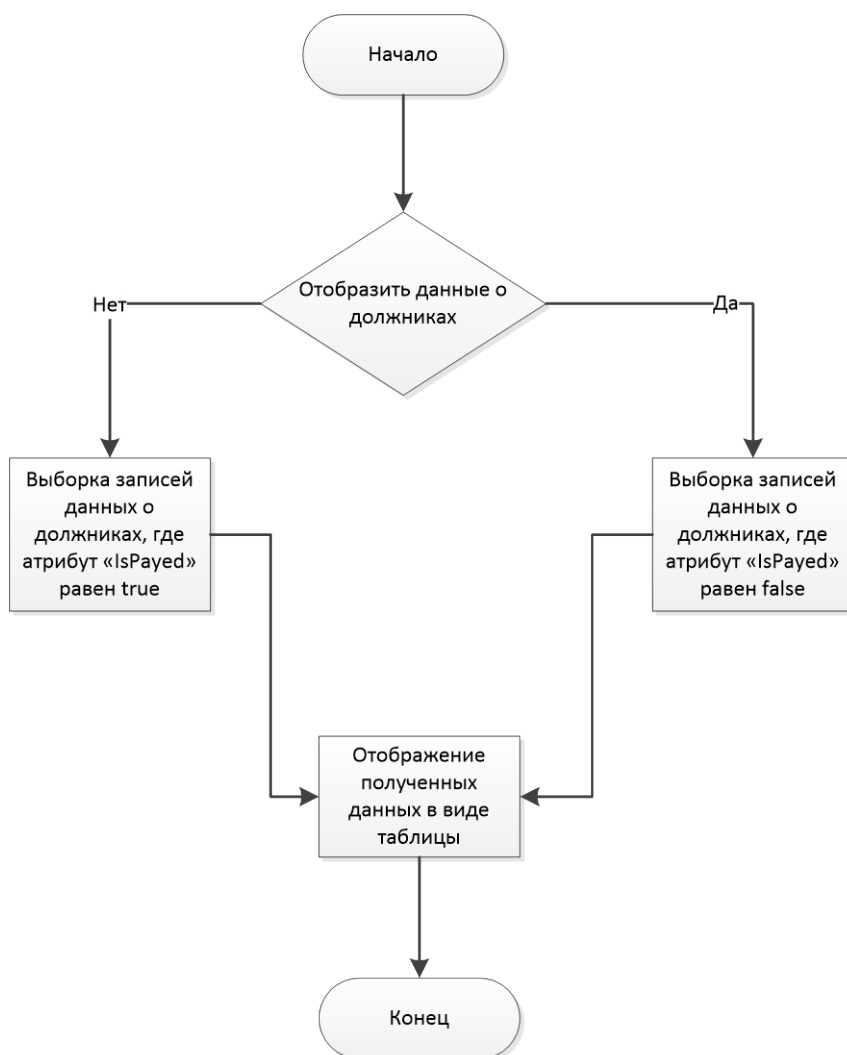 Начало
Отобразить данные о
должниках
Нет
Да
Выборка записей
данных о
должниках, где
атрибут «IsPayed»
равен true
Выборка записей
данных о
должниках, где
атрибут «IsPayed»
равен false
Отображение
полученных
данных в виде
таблицы
Конец